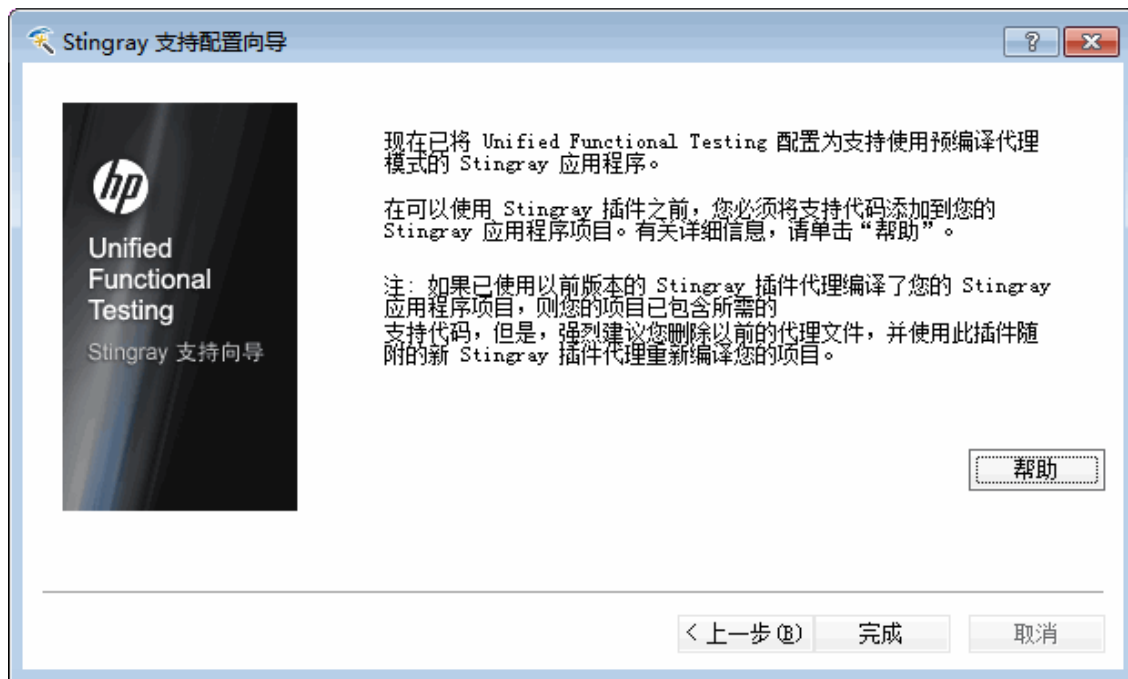 Stingray 支持配置向导
?
hp
Unified
Functional
Testing
Stingray 支持向导
现在已将 Unified Functional Testing 配置为支持使用预编译代理
模式的 Stingray 应用程序。
在可以使用 Stingray 插件之前，您必须将支持代码添加到您的
Stingray 应用程序项目。有关详细信息，请单击“帮助”。
注: 如果已使用以前版本的 Stingray 插件代理编译了您的 Stingray
应用程序项目，则您的项目已包含所需的
支持代码，但是，强烈建议您删除以前的代理文件，并使用此插件随
附的新 Stingray 插件代理重新编译您的项目。
帮助
< 上一步(B)
完成
取消